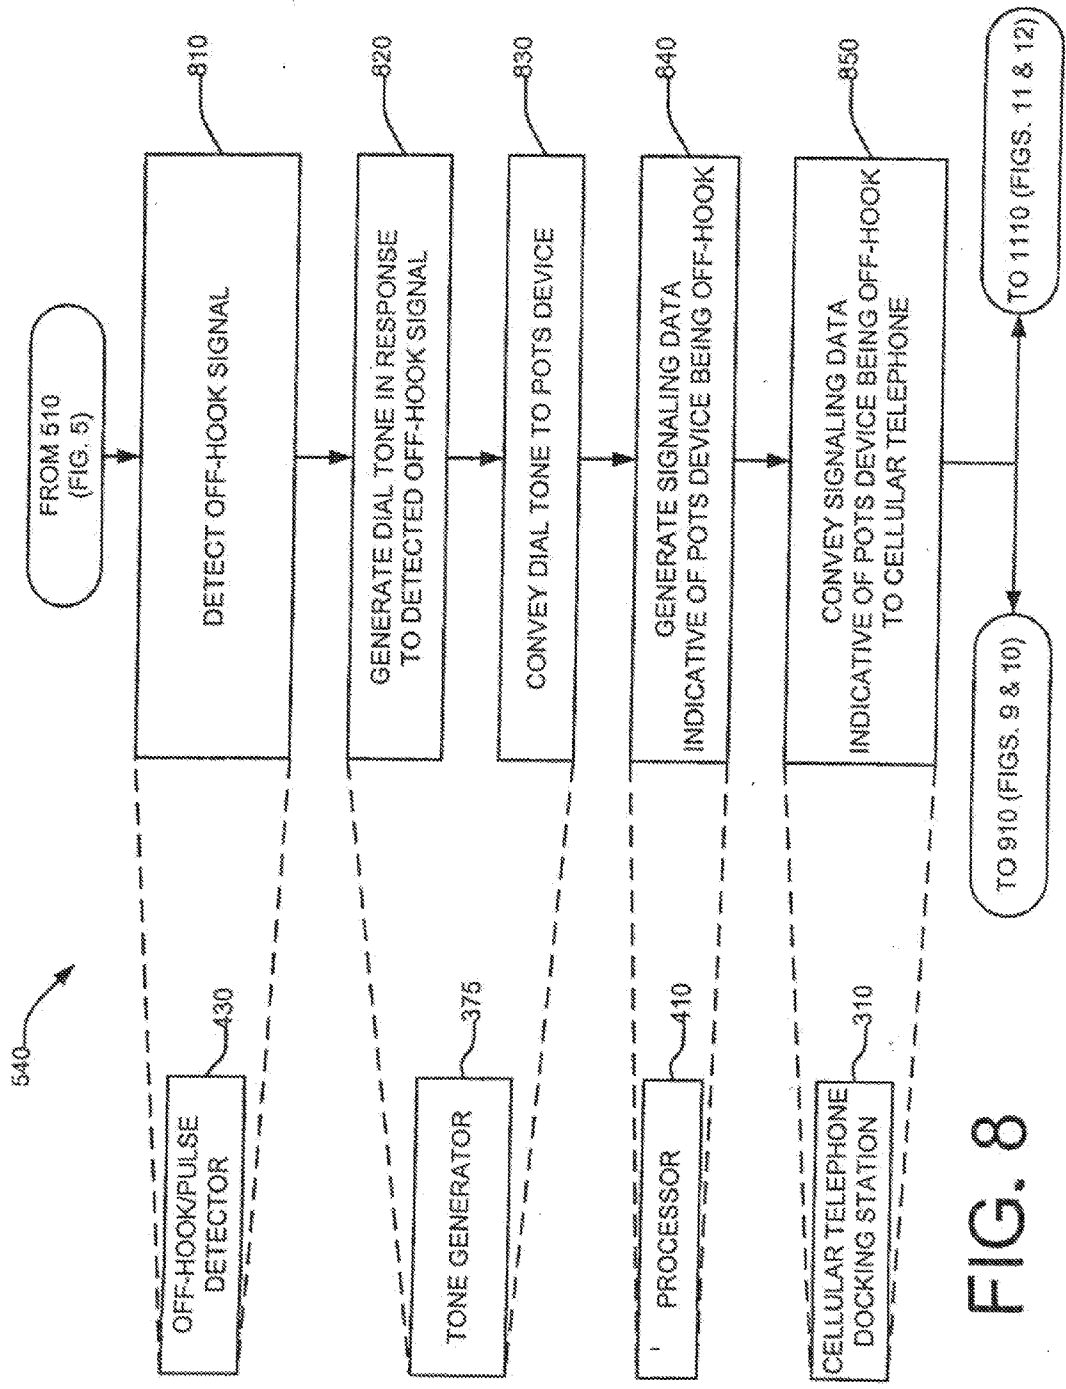 540
FROM 510
(FIG. 5)
OFF-HOOK/PULSE
DETECTOR
430
DETECT OFF-HOOK SIGNAL
810
TONE GENERATOR
375
GENERATE DIAL TONE IN RESPONSE
TO DETECTED OFF-HOOK SIGNAL
820
CONVEY DIAL TONE TO POTS DEVICE
830
PROCESSOR
410
GENERATE SIGNALING DATA
INDICATIVE OF POTS DEVICE BEING OFF-HOOK
840
CELLULAR TELEPHONE
DOCKING STATION
310
CONVEY SIGNALING DATA
INDICATIVE OF POTS DEVICE BEING OFF-HOOK
TO CELLULAR TELEPHONE
850
TO 910 (FIGS. 9 & 10)
TO 1110 (FIGS. 11 & 12)
FIG. 8